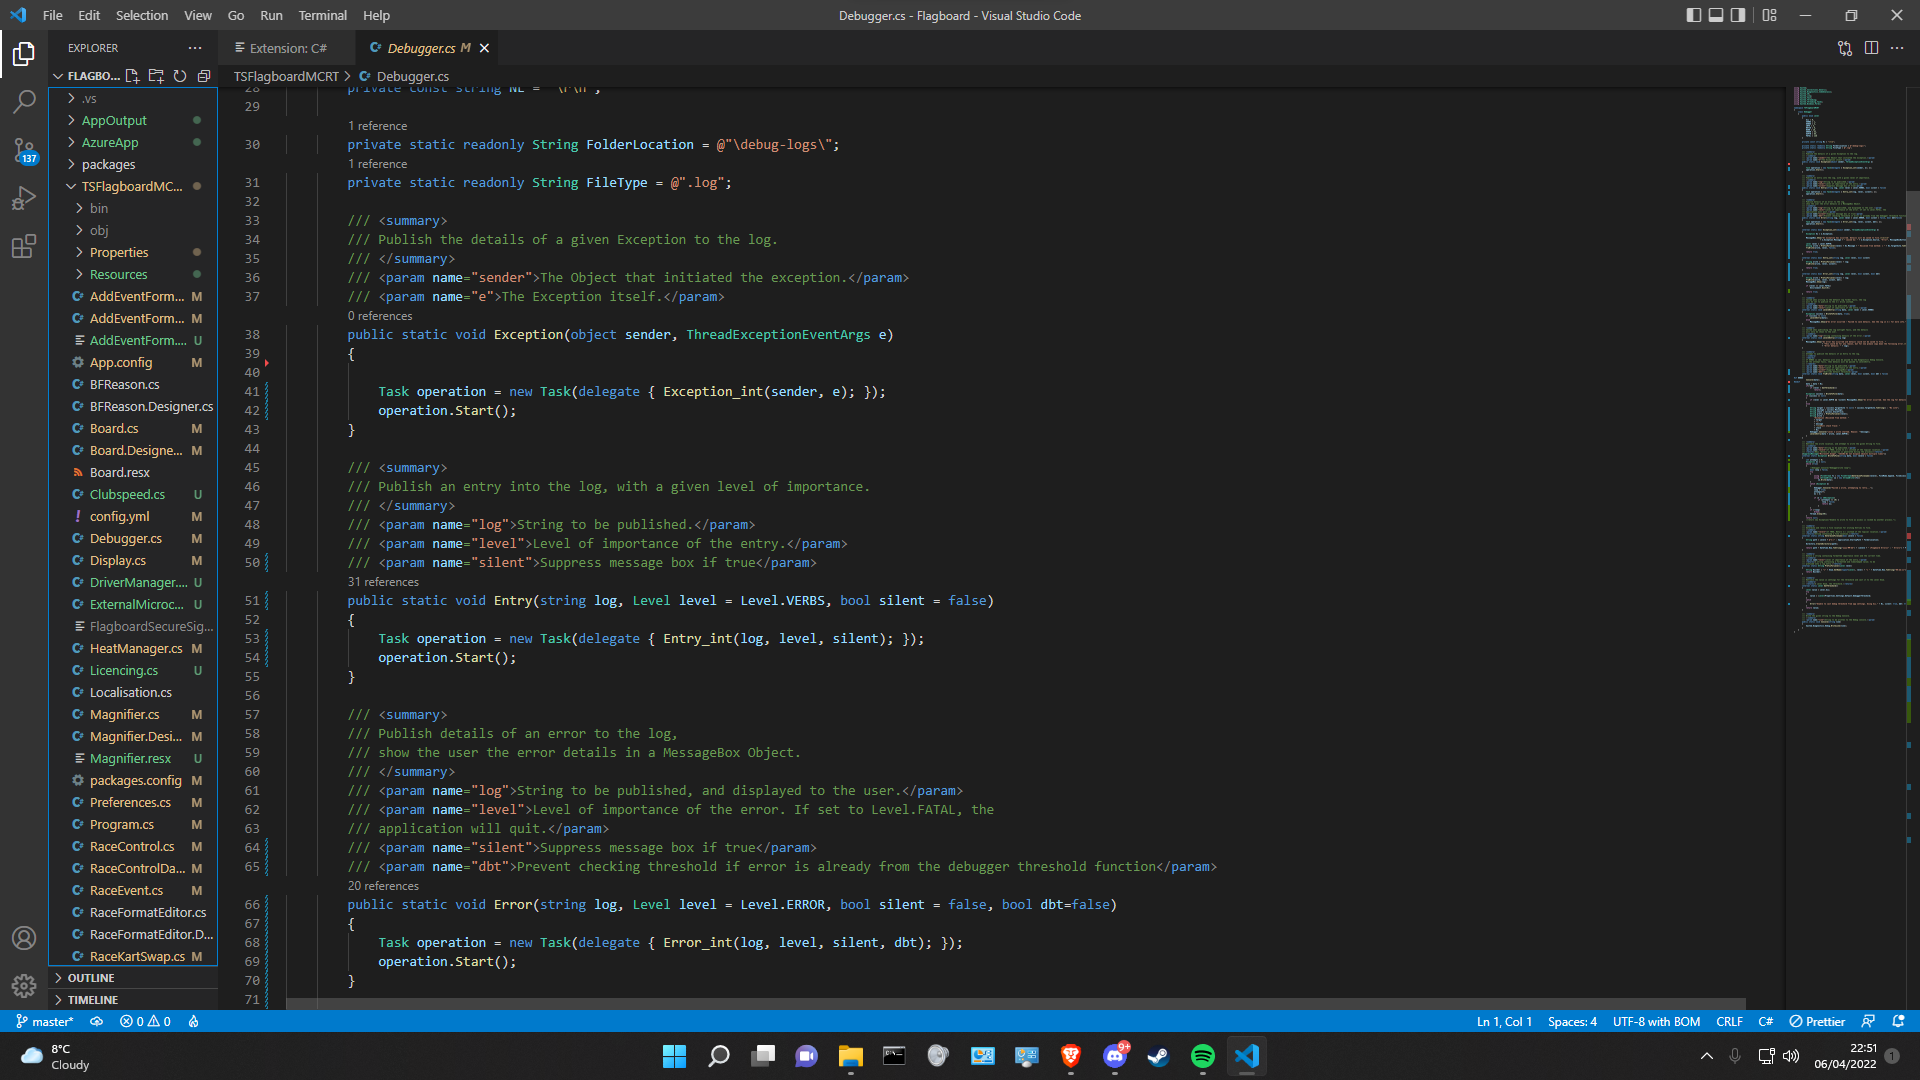 File Edit Selection View Go Run Terminal Help
Debugger.cs - Flagboard - Visual Studio Code
EXPLORER
Extension: C#
Debugger.cs M
FLAGBO...
TSFlagboardMCRT > Debugger.cs
.vs
AppOutput
AzureApp
packages
TSFlagboardMC...
bin
obj
Properties
Resources
AddEventForm... M
AddEventForm... M
AddEventForm.... U
App.config M
BFReason.cs
BFReason.Designer.cs
Board.cs M
Board.Designe... M
Board.resx
Clubspeed.cs U
config.yml M
Debugger.cs M
Display.cs M
DriverManager.... U
ExternalMicroc... U
FlagboardSecureSig...
HeatManager.cs M
Licencing.cs U
Localisation.cs
Magnifier.cs M
Magnifier.Desi... M
Magnifier.resx U
packages.config M
Preferences.cs M
Program.cs M
RaceControl.cs M
RaceControlDa... M
RaceEvent.cs M
RaceFormatEditor.cs
RaceFormatEditor.D...
RaceKartSwap.cs M
OUTLINE
TIMELINE
137
28 private const string NL = "\r\n";
29
1 reference
30 private static readonly String FolderLocation = @"\debug-logs\";
1 reference
31 private static readonly String FileType = @".log";
32
33 /// <summary>
34 /// Publish the details of a given Exception to the log.
35 /// </summary>
36 /// <param name="sender">The Object that initiated the exception.</param>
37 /// <param name="e">The Exception itself.</param>
0 references
38 public static void Exception(object sender, ThreadExceptionEventArgs e)
39 {
40
41 Task operation = new Task(delegate { Exception_int(sender, e); });
42 operation.Start();
43 }
44
45 /// <summary>
46 /// Publish an entry into the log, with a given level of importance.
47 /// </summary>
48 /// <param name="log">String to be published.</param>
49 /// <param name="level">Level of importance of the entry.</param>
50 /// <param name="silent">Suppress message box if true</param>
31 references
51 public static void Entry(string log, Level level = Level.VERBS, bool silent = false)
52 {
53 Task operation = new Task(delegate { Entry_int(log, level, silent); });
54 operation.Start();
55 }
56
57 /// <summary>
58 /// Publish details of an error to the log,
59 /// show the user the error details in a MessageBox Object.
60 /// </summary>
61 /// <param name="log">String to be published, and displayed to the user.</param>
62 /// <param name="level">Level of importance of the error. If set to Level.FATAL, the
63 /// application will quit.</param>
64 /// <param name="silent">Suppress message box if true</param>
65 /// <param name="dbt">Prevent checking threshold if error is already from the debugger threshold function</param>
20 references
66 public static void Error(string log, Level level = Level.ERROR, bool silent = false, bool dbt=false)
67 {
68 Task operation = new Task(delegate { Error_int(log, level, silent, dbt); });
69 operation.Start();
70 }
71
master* 0 0
Ln 1, Col 1 Spaces: 4 UTF-8 with BOM CRLF C# Prettier
8°C
Cloudy
9+
22:51
06/04/2022
1